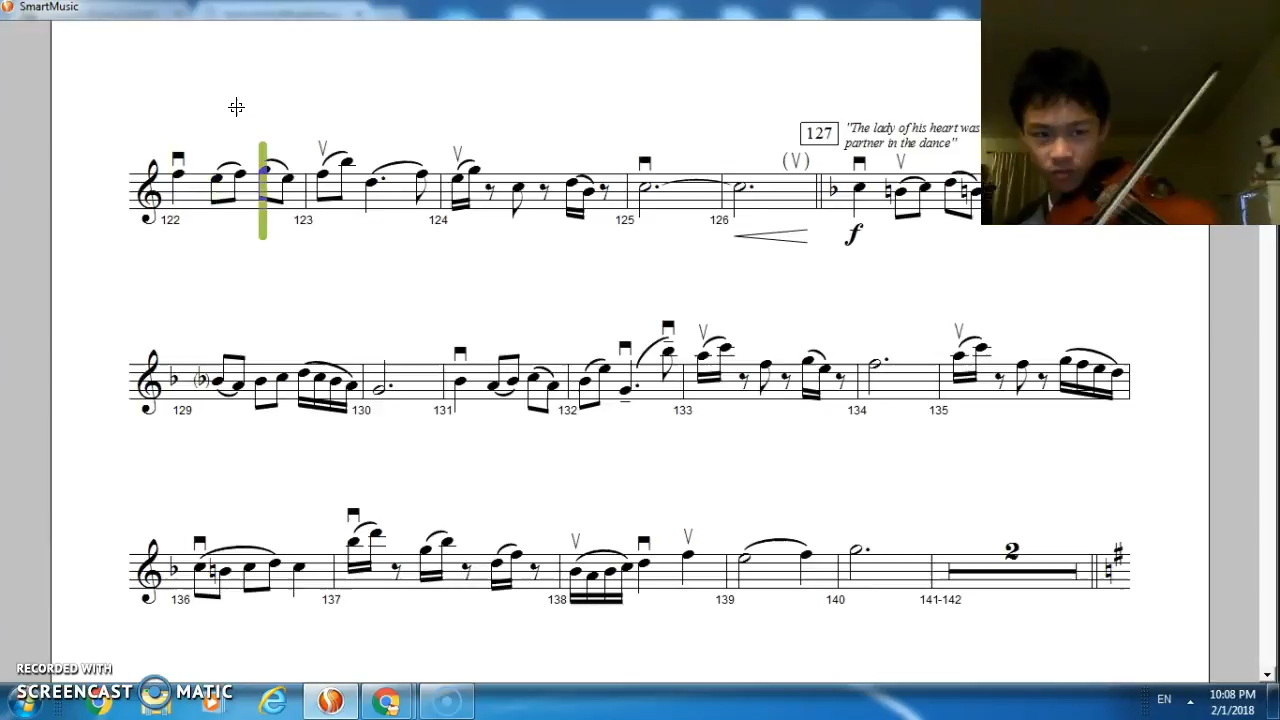 SmartMusic
127
"The lady of his heart was
partner in the dance"
(V)
122
123
124
125
126
f
129
130
131
132
133
134
135
2
136
137
138
139
140
141-142
RECORDED WITH
SCREENCAST MATIC
EN
10:08 PM
2/1/2018